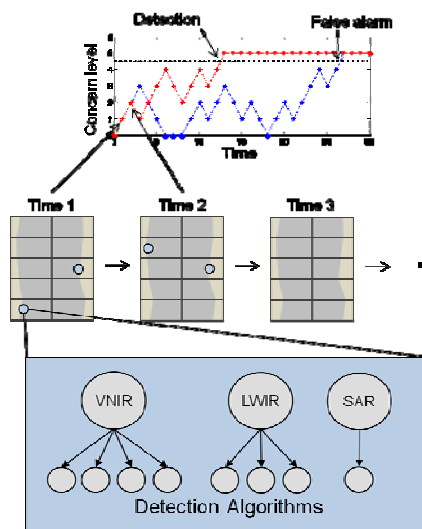 Detection
False alarm
Concern level
Time
Time 1
Time 2
Time 3
VNIR
LWIR
SAR
Detection Algorithms